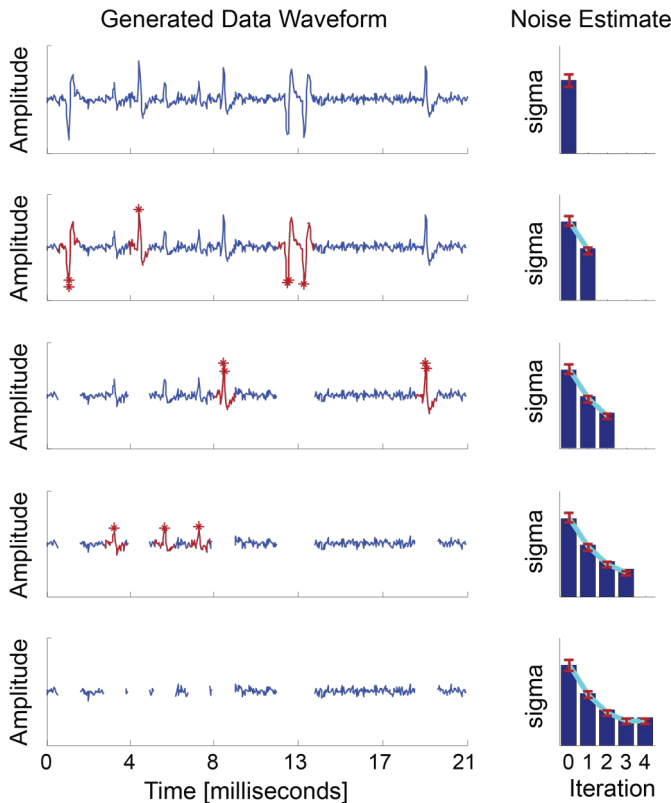 Generated Data Waveform
Noise Estimate
Amplitude
sigma
Amplitude
sigma
Amplitude
sigma
Amplitude
sigma
Amplitude
sigma
0 4 8 13 17 21
0 1 2 3 4
Time [milliseconds]
Iteration